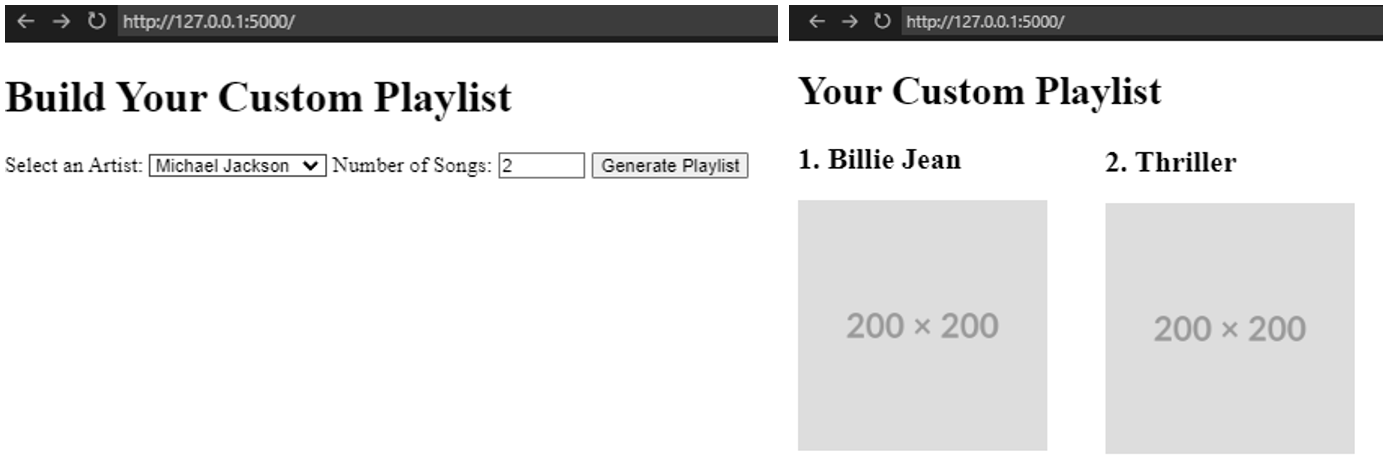 http://127.0.0.1:5000/
Build Your Custom Playlist
Select an Artist: Michael Jackson Number of Songs: 2 Generate Playlist
http://127.0.0.1:5000/
Your Custom Playlist
1. Billie Jean
2. Thriller
200 × 200
200 × 200